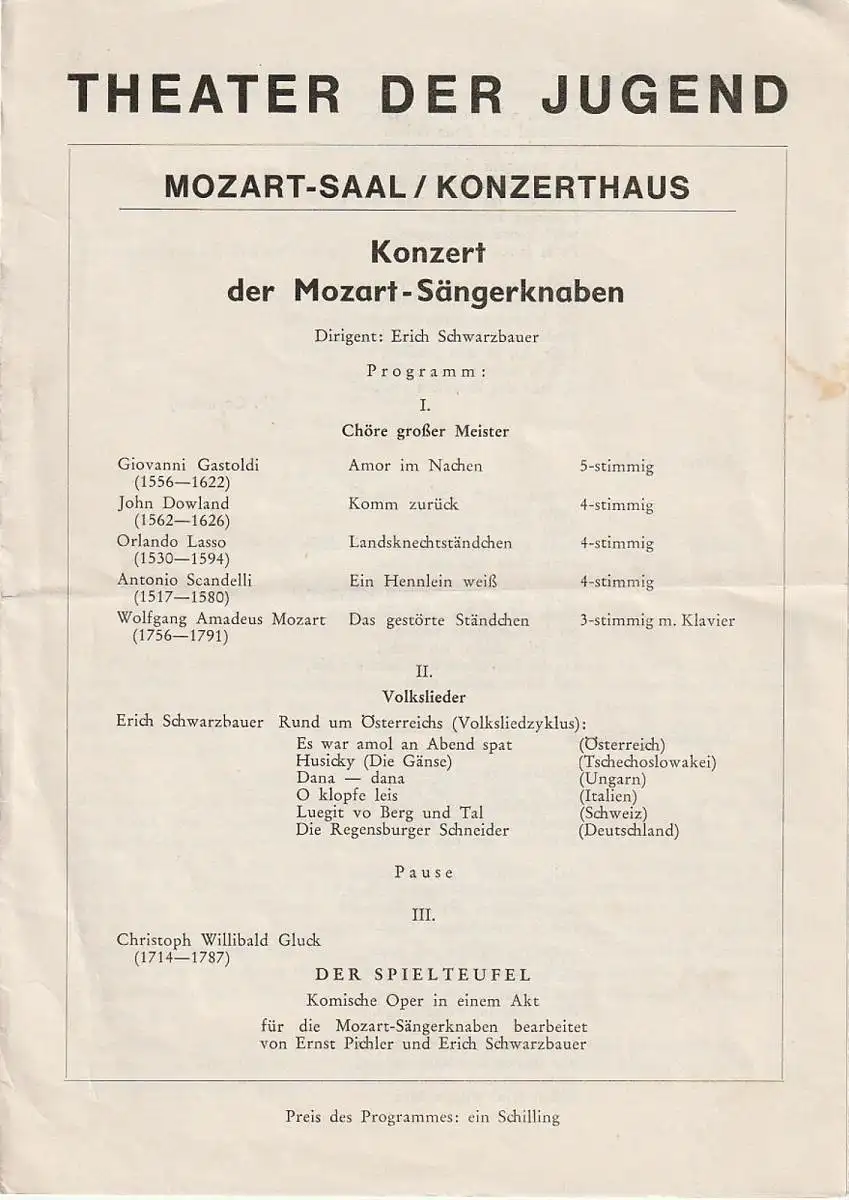 THEATER DER JUGEND
MOZART-SAAL / KONZERTHAUS
Konzert
der Mozart-Sängerknaben
Dirigent: Erich Schwarzbauer
Programm:
I.
Chöre großer Meister
Giovanni Gastoldi Amor im Nachen 5-stimmig
(1556—1622)
John Dowland Komm zurück 4-stimmig
(1562—1626)
Orlando Lasso Landsknechtständchen 4-stimmig
(1530—1594)
Antonio Scandelli Ein Hennlein weiß 4-stimmig
(1517—1580)
Wolfgang Amadeus Mozart Das gestörte Ständchen 3-stimmig m. Klavier
(1756—1791)
II.
Volkslieder
Erich Schwarzbauer Rund um Österreichs (Volksliedzyklus):
Es war amol an Abend spat (Österreich)
Husicky (Die Gänse) (Tschechoslowakei)
Dana — dana (Ungarn)
O klopfe leis (Italien)
Luegit vo Berg und Tal (Schweiz)
Die Regensburger Schneider (Deutschland)
Pause
III.
Christoph Willibald Gluck
(1714—1787)
DER SPIELTEUFEL
Komische Oper in einem Akt
für die Mozart-Sängerknaben bearbeitet
von Ernst Pichler und Erich Schwarzbauer
Preis des Programmes: ein Schilling